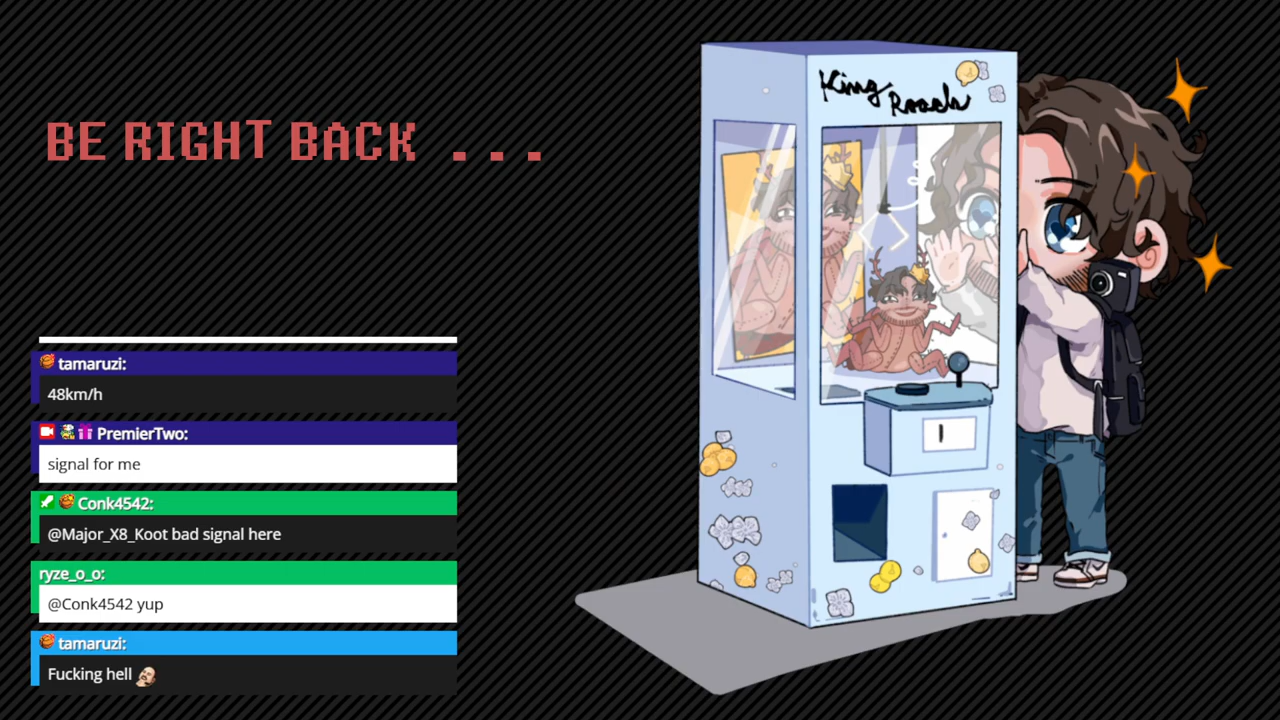 BE RIGHT BACK ...
King
Roach
tamaruzi:
48km/h
PremierTwo:
signal for me
Conk4542:
@Major_X8_Koot bad signal here
ryze_o_o:
@Conk4542 yup
tamaruzi:
Fucking hell